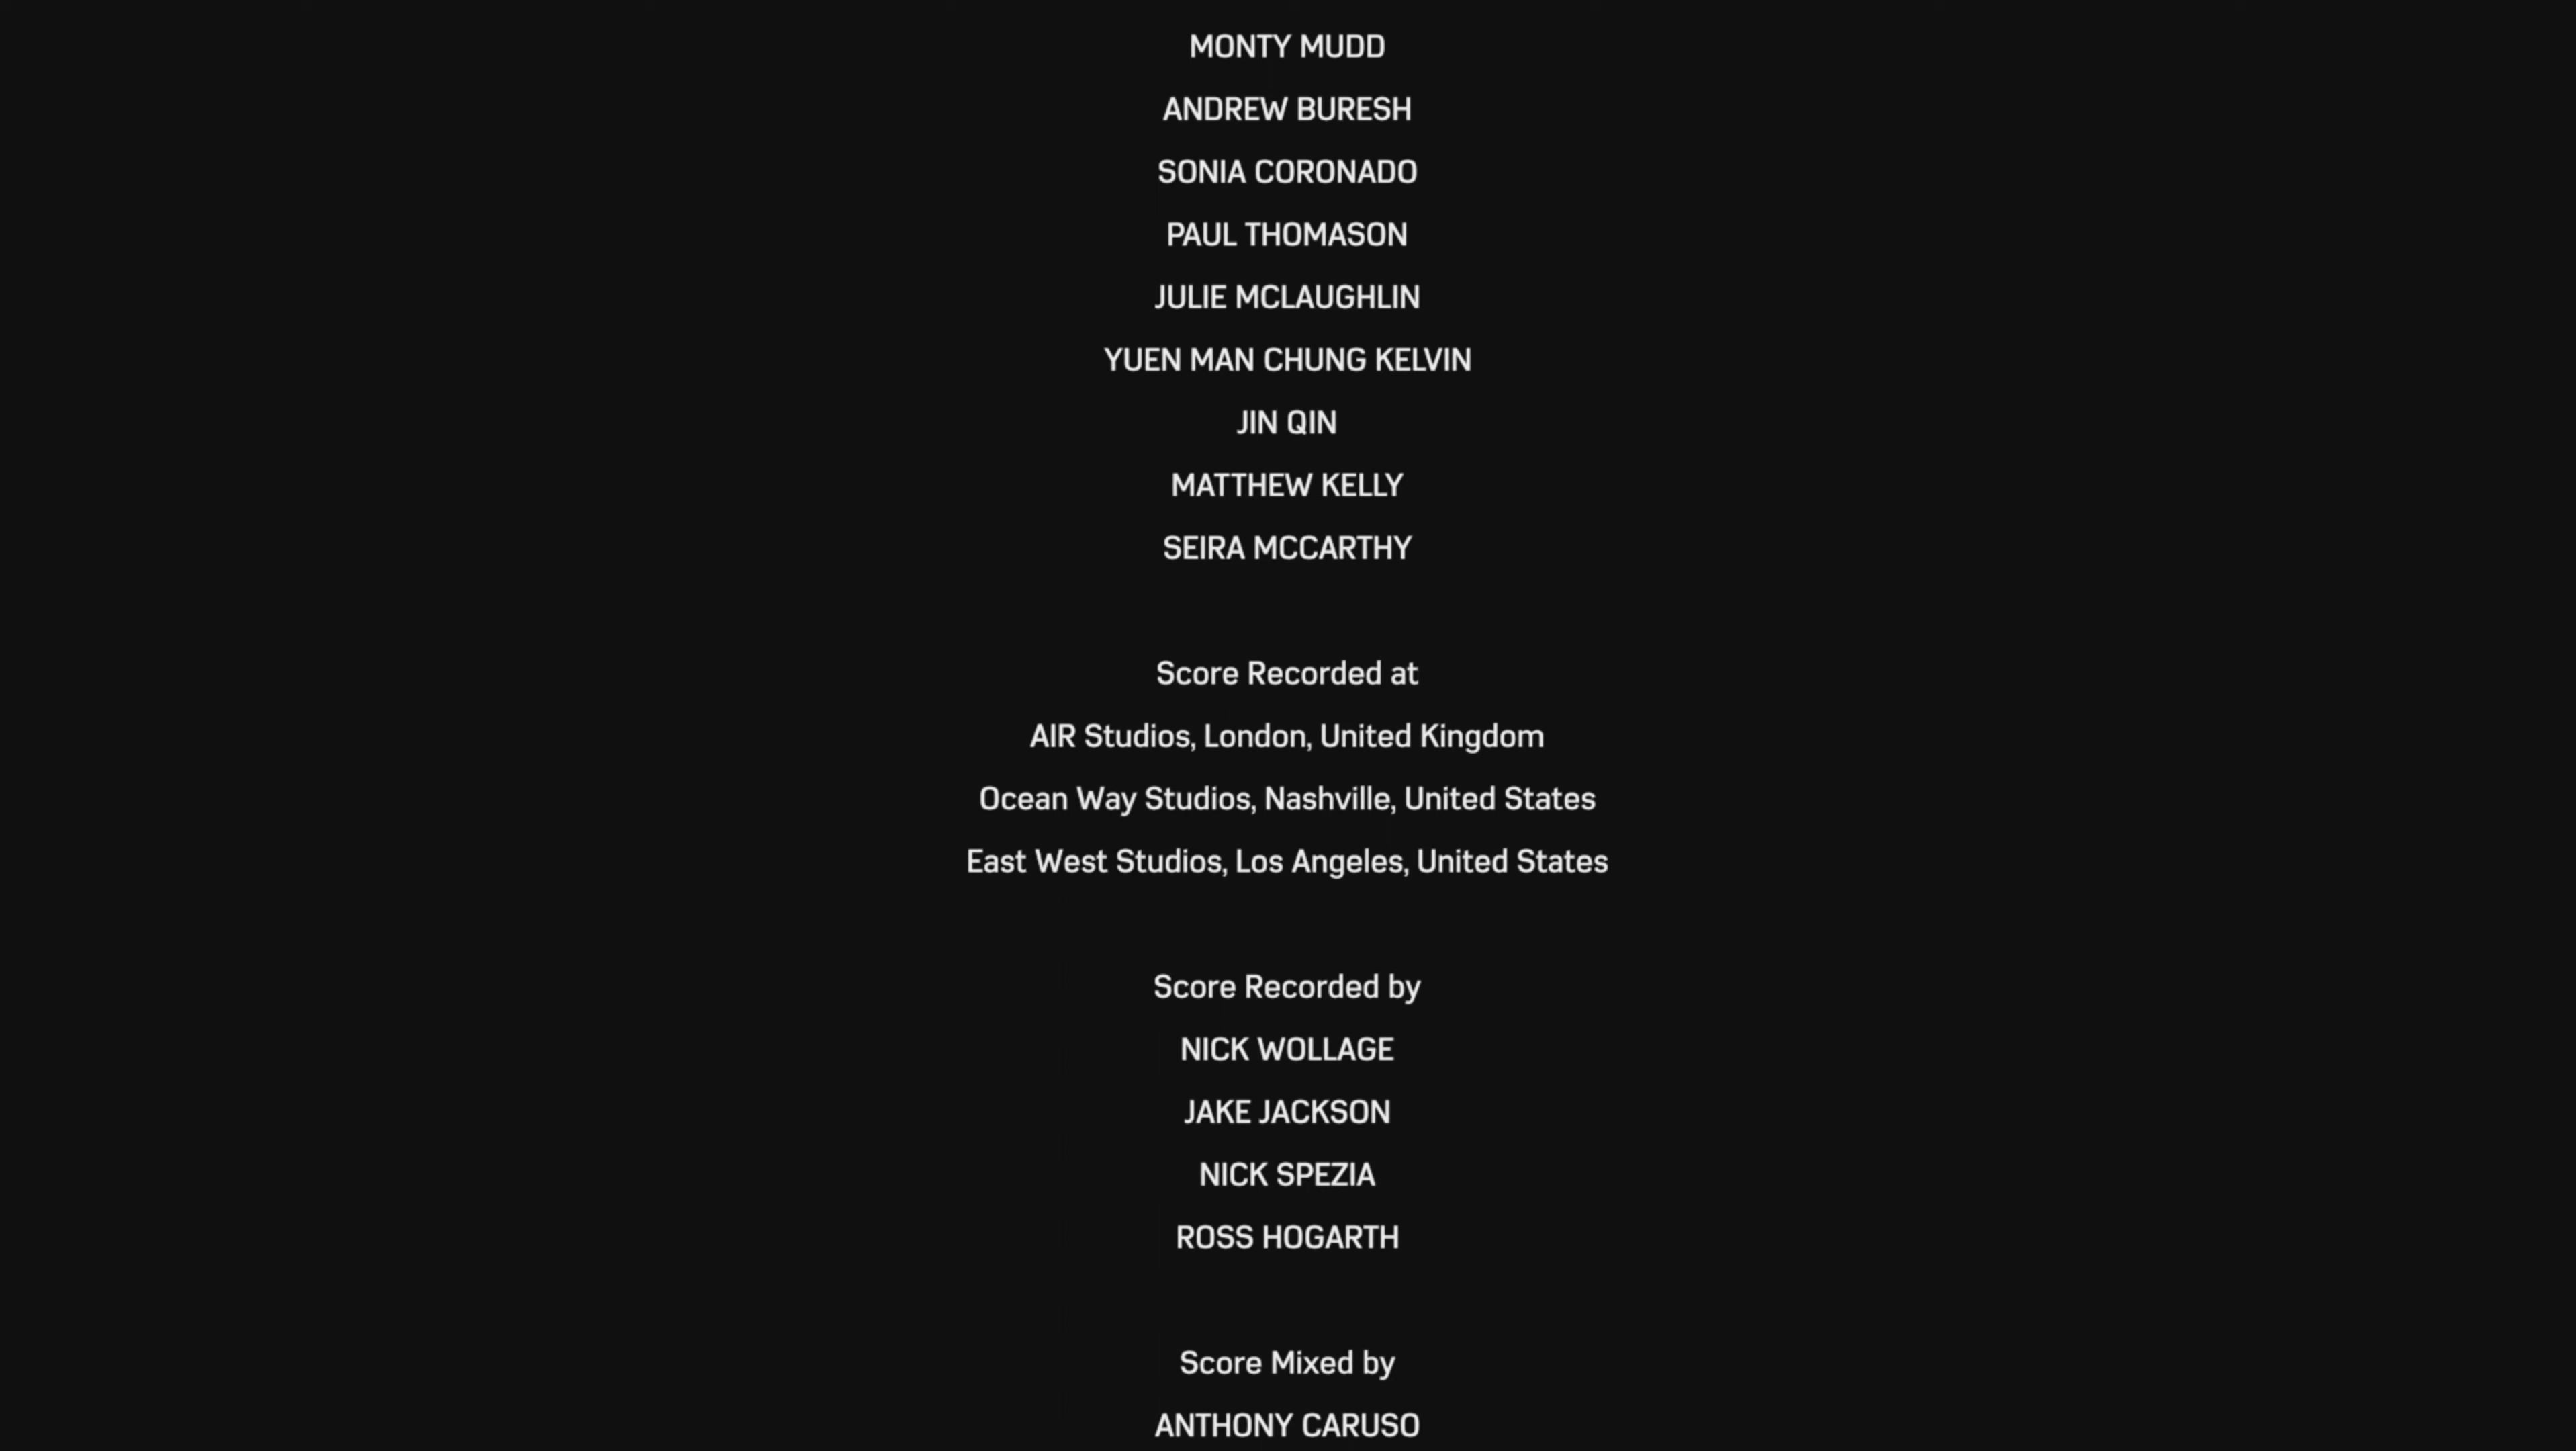 MONTY MUDD
ANDREW BURESH
SONIA CORONADO
PAUL THOMASON
JULIE MCLAUGHLIN
YUEN MAN CHUNG KELVIN
JIN QIN
MATTHEW KELLY
SEIRA MCCARTHY
Score Recorded at
AIR Studios, London, United Kingdom
Ocean Way Studios, Nashville, United States
East West Studios, Los Angeles, United States
Score Recorded by
NICK WOLLAGE
JAKE JACKSON
NICK SPEZIA
ROSS HOGARTH
Score Mixed by
ANTHONY CARUSO